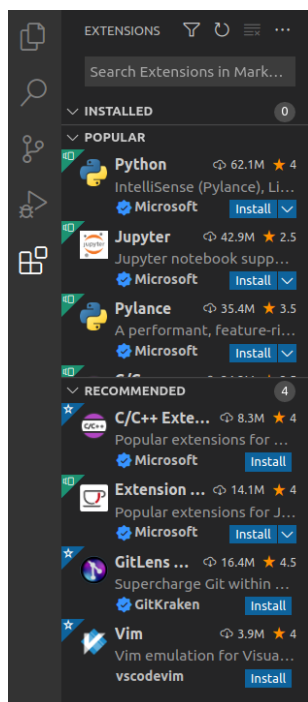 EXTENSIONS
Search Extensions in Mark...
INSTALLED 0
POPULAR
Python 62.1M 4
IntelliSense (Pylance), Li...
Microsoft Install
Jupyter 42.9M 2.5
jupyter
Jupyter notebook supp...
Microsoft Install
Pylance 35.4M 3.5
A performant, feature-ri...
Microsoft Install
RECOMMENDED 4
C/C++ Exte... 8.3M 4
C/C++
Popular extensions for ...
Microsoft Install
Extension ... 14.1M 4
Popular extensions for J...
Microsoft Install
GitLens ... 16.4M 4.5
Supercharge Git within ...
GitKraken Install
Vim 3.9M 4
Vim emulation for Visua...
vscodevim Install